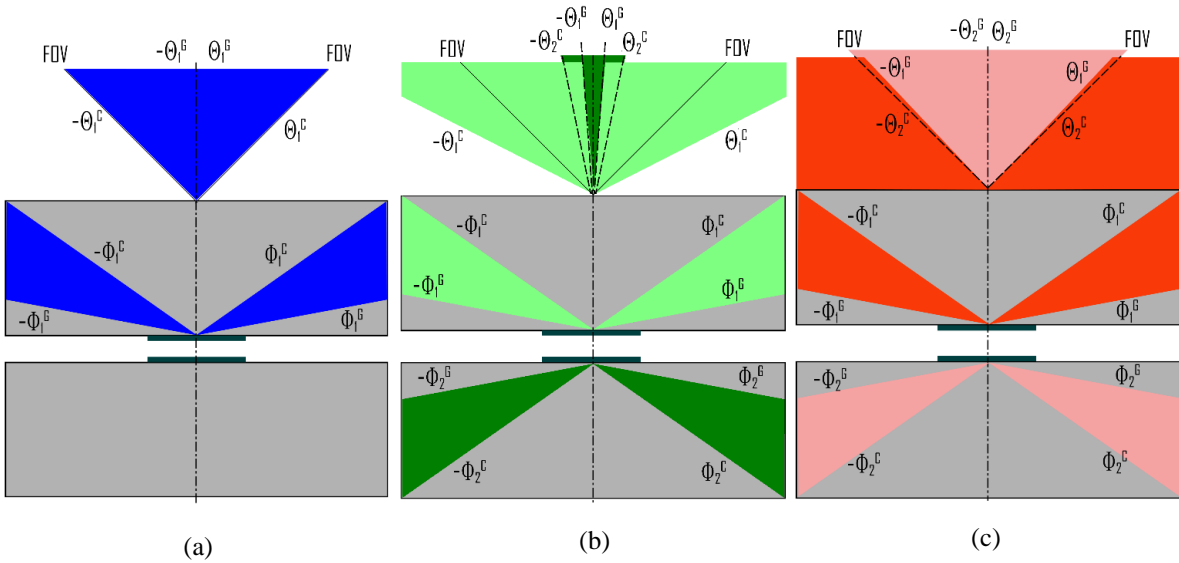 -Θ₁ᴳ Θ₁ᴳ
FOV FOV
-Θ₁ᶜ Θ₁ᶜ
-Φ₁ᶜ Φ₁ᶜ
-Φ₁ᴳ Φ₁ᴳ
(a)
-Θ₁ᴳ Θ₁ᴳ
FOV -Θ₂ᶜ Θ₂ᶜ FOV
-Θ₁ᶜ Θ₁ᶜ
-Φ₁ᶜ Φ₁ᶜ
-Φ₁ᴳ Φ₁ᴳ
-Φ₂ᴳ Φ₂ᴳ
-Φ₂ᶜ Φ₂ᶜ
(b)
-Θ₂ᴳ Θ₂ᴳ
FOV FOV
-Θ₁ᴳ Θ₁ᴳ
-Θ₂ᶜ Θ₂ᶜ
-Φ₁ᶜ Φ₁ᶜ
-Φ₁ᴳ Φ₁ᴳ
-Φ₂ᴳ Φ₂ᴳ
-Φ₂ᶜ Φ₂ᶜ
(c)